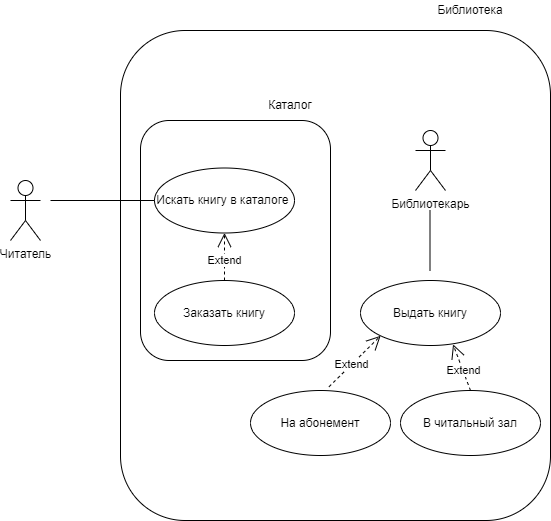 Библиотека
Каталог
Искать книгу в каталоге
Библиотекарь
Читатель
Extend
Заказать книгу
Выдать книгу
Extend
Extend
На абонемент
В читальный зал